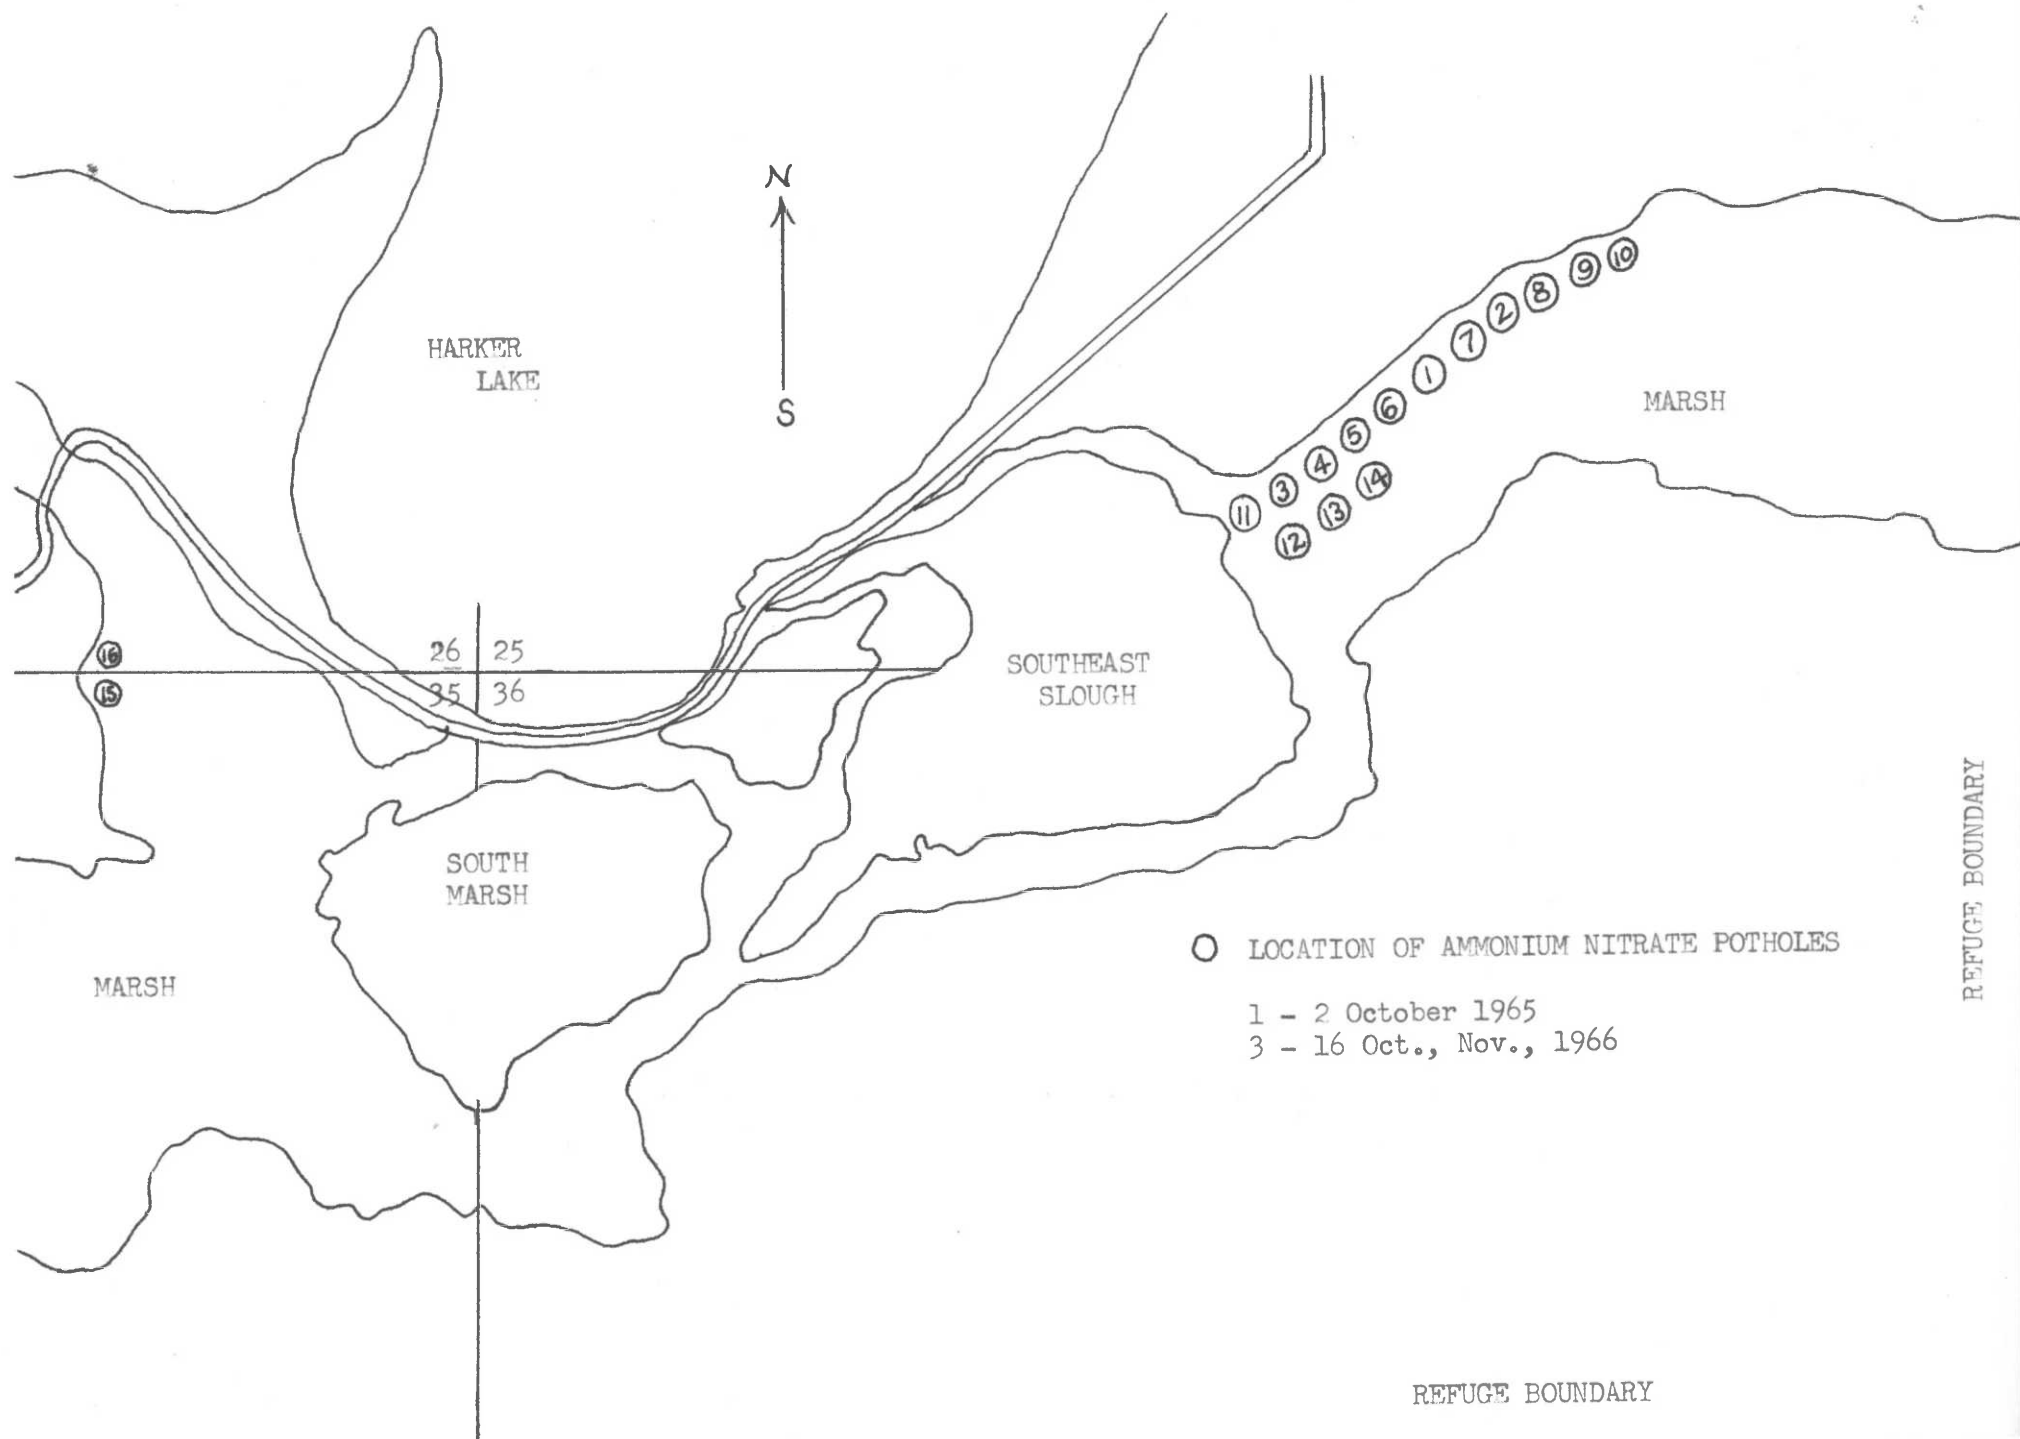 N
10
9
8
2
7
HARKER
LAKE
1
MARSH
6
S
5
4
14
3
11
13
12
26 25
16
SOUTHEAST
SLOUGH
35 36
15
REFUGE BOUNDARY
SOUTH
MARSH
LOCATION OF AMMONIUM NITRATE POTHOLES
MARSH
1 - 2 October 1965
3 - 16 Oct., Nov., 1966
REFUGE BOUNDARY